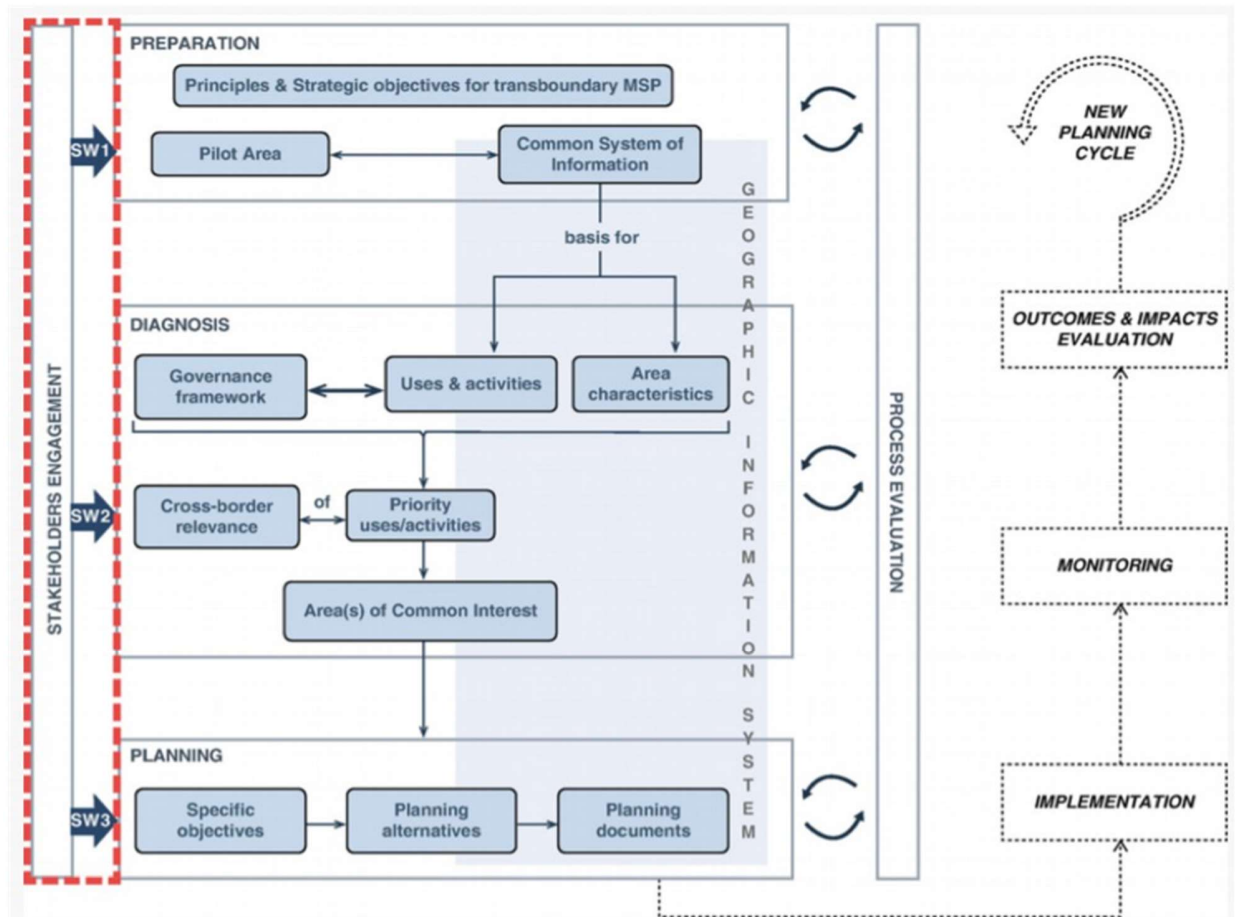 PREPARATION
Principles & Strategic objectives for transboundary MSP
SW1
Pilot Area
Common System of
Information
basis for
DIAGNOSIS
Governance
framework
Uses & activities
Area
characteristics
SW2
Cross-border
relevance
of
Priority
uses/activities
Area(s) of Common Interest
PLANNING
SW3
Specific
objectives
Planning
alternatives
Planning
documents
STAKEHOLDERS ENGAGEMENT
GEOGRAPHIC INFORMATION SYSTEM
PROCESS EVALUATION
NEW
PLANNING
CYCLE
OUTCOMES & IMPACTS
EVALUATION
MONITORING
IMPLEMENTATION